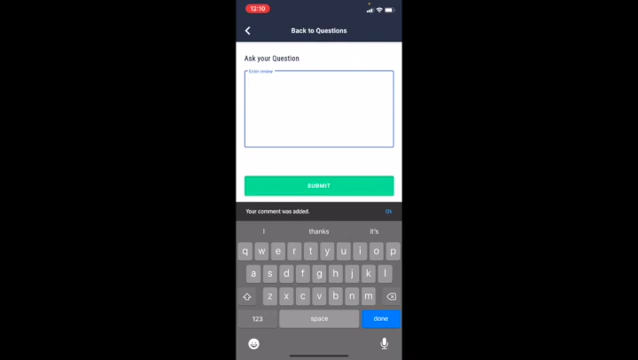 12:10
Back to Questions
Ask your Question
Enter review
SUBMIT
Your comment was added. Ok
I thanks it's
q w e r t y u i o p
a s d f g h j k l
z x c v b n m
123 space done